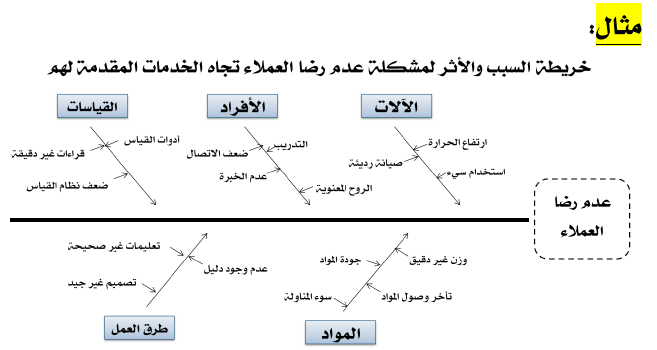 مثال:
خريطة السبب والأثر لمشكلة عدم رضا العملاء تجاه الخدمات المقدمة لهم
الآلات
الأفراد
القياسات
ارتفاع الحرارة
صيانة رديئة
استخدام سيء
التدريب
ضعف الاتصال
عدم الخبرة
الروح المعنوية
أدوات القياس
قراءات غير دقيقة
ضعف نظام القياس
عدم رضا
العملاء
وزن غير دقيق
جودة المواد
تأخر وصول المواد
سوء المناولة
تعليمات غير صحيحة
عدم وجود دليل
تصميم غير جيد
المواد
طرق العمل